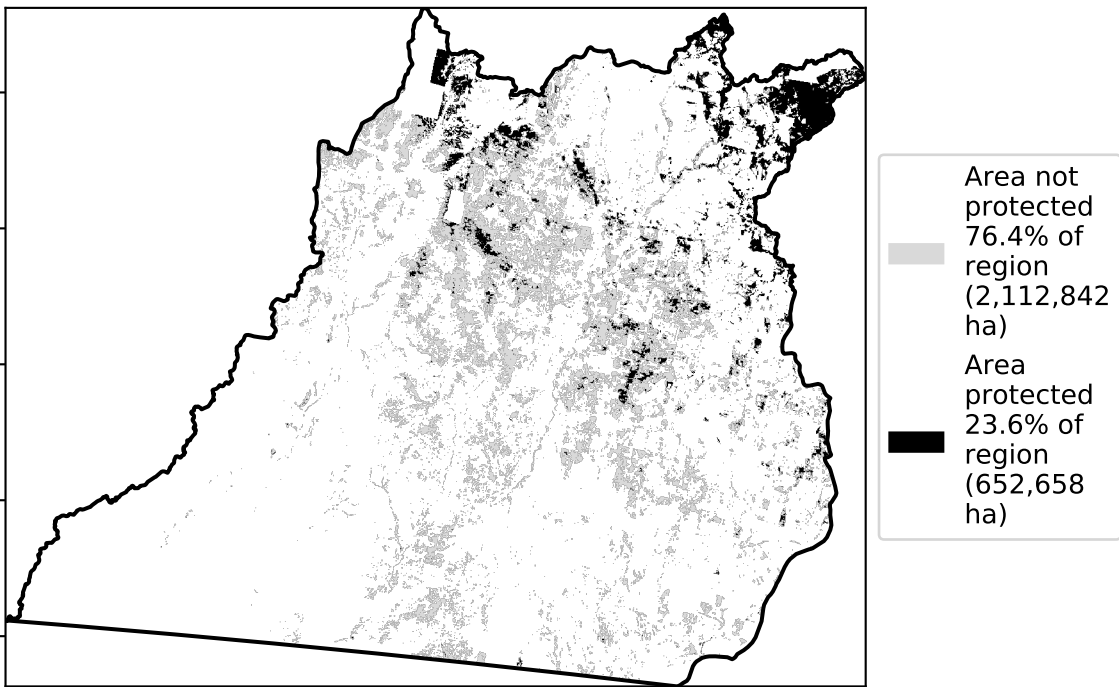 Area not
protected
76.4% of
region
(2,112,842
ha)
Area
protected
23.6% of
region
(652,658
ha)